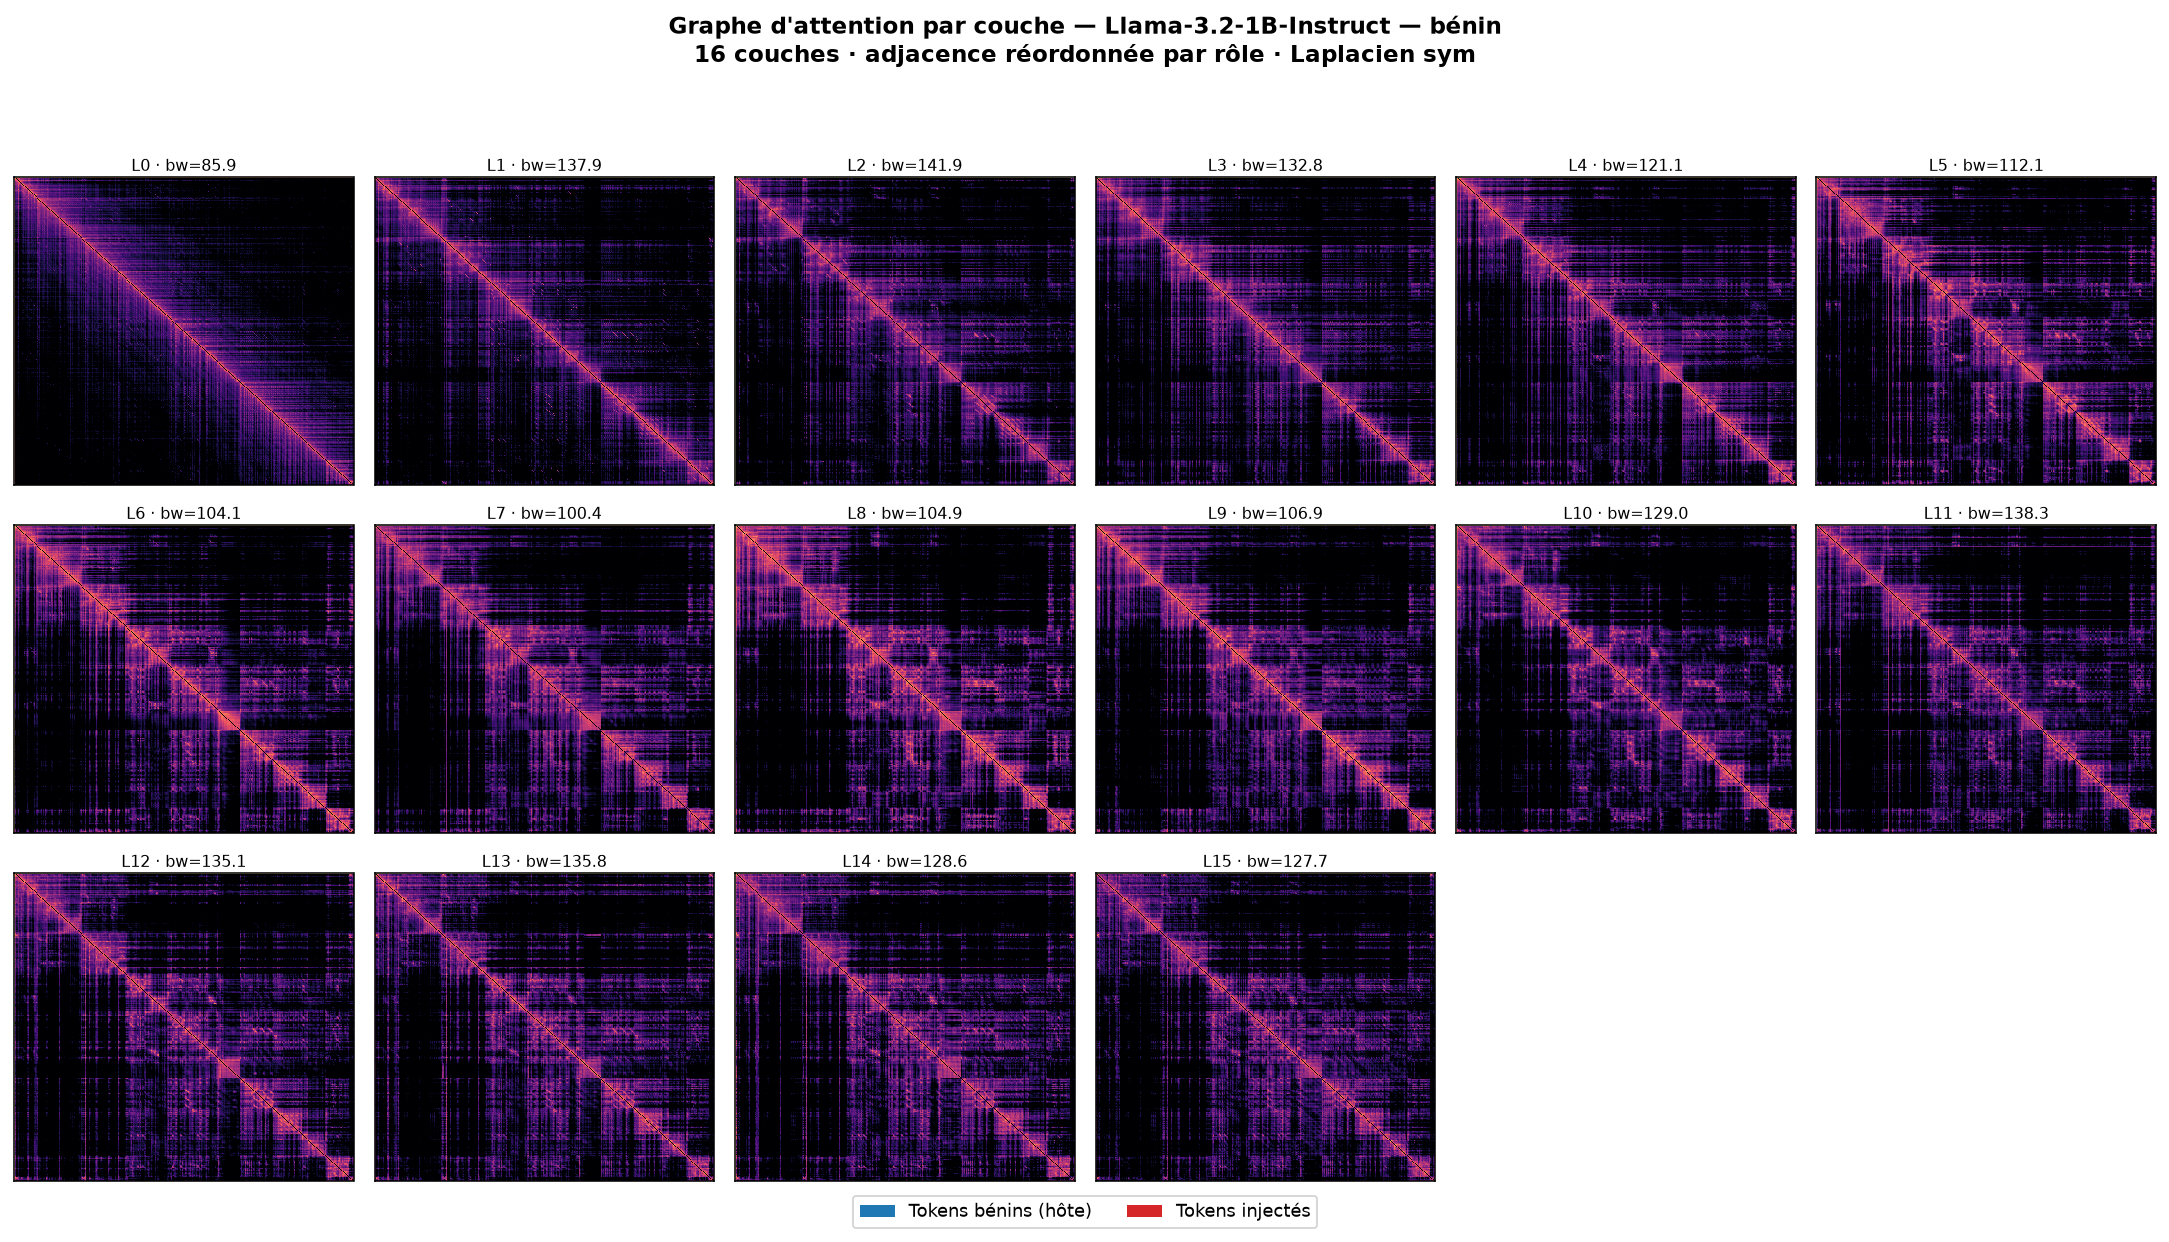 Graphe d'attention par couche — Llama-3.2-1B-Instruct — bénin
16 couches · adjacence réordonnée par rôle · Laplacien sym
L0 · bw=85.9
L1 · bw=137.9
L2 · bw=141.9
L3 · bw=132.8
L4 · bw=121.1
L5 · bw=112.1
L6 · bw=104.1
L7 · bw=100.4
L8 · bw=104.9
L9 · bw=106.9
L10 · bw=129.0
L11 · bw=138.3
L12 · bw=135.1
L13 · bw=135.8
L14 · bw=128.6
L15 · bw=127.7
Tokens bénins (hôte)
Tokens injectés